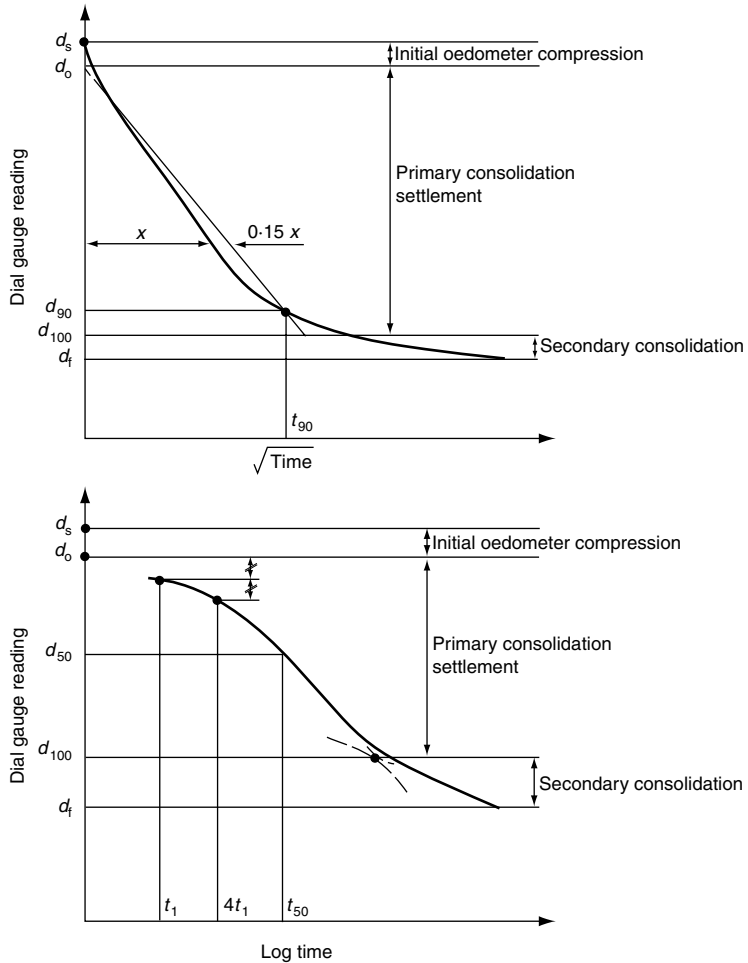 d_s
Initial oedometer compression
d_o
Primary consolidation
settlement
Dial gauge reading
x
0·15 x
d_90
d_100
Secondary consolidation
d_f
t_90
√Time
d_s
Initial oedometer compression
d_o
Primary consolidation
settlement
Dial gauge reading
d_50
d_100
Secondary consolidation
d_f
t_1
4t_1
t_50
Log time